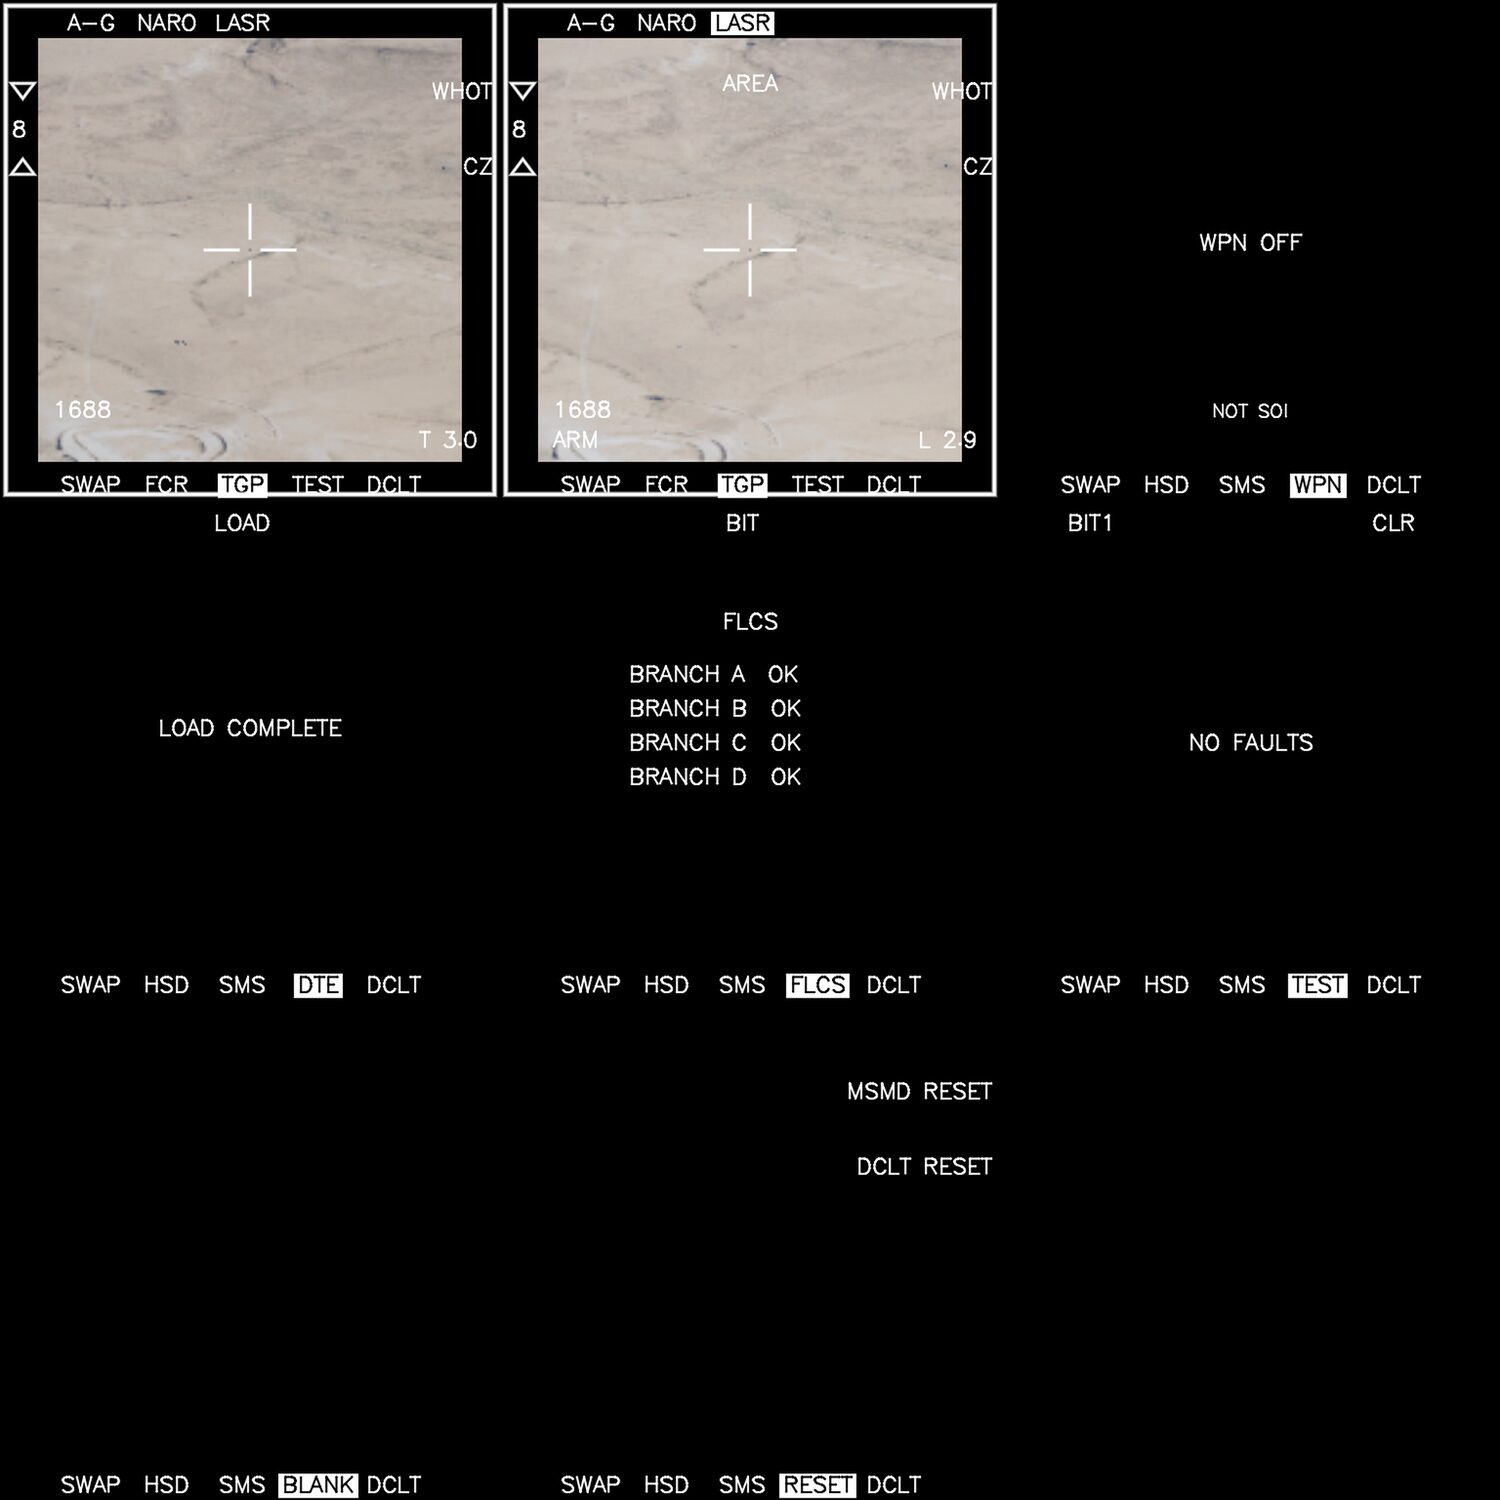 A-G NARO LASR
WHOT
8
CZ
1688
T 3.0
SWAP FCR TGP TEST DCLT
A-G NARO LASR
AREA
WHOT
8
CZ
1688
ARM
L 2.9
SWAP FCR TGP TEST DCLT
WPN OFF
NOT SOI
SWAP HSD SMS WPN DCLT
LOAD
LOAD COMPLETE
SWAP HSD SMS DTE DCLT
BIT
FLCS
BRANCH A OK
BRANCH B OK
BRANCH C OK
BRANCH D OK
SWAP HSD SMS FLCS DCLT
BIT1 CLR
NO FAULTS
SWAP HSD SMS TEST DCLT
SWAP HSD SMS BLANK DCLT
MSMD RESET
DCLT RESET
SWAP HSD SMS RESET DCLT